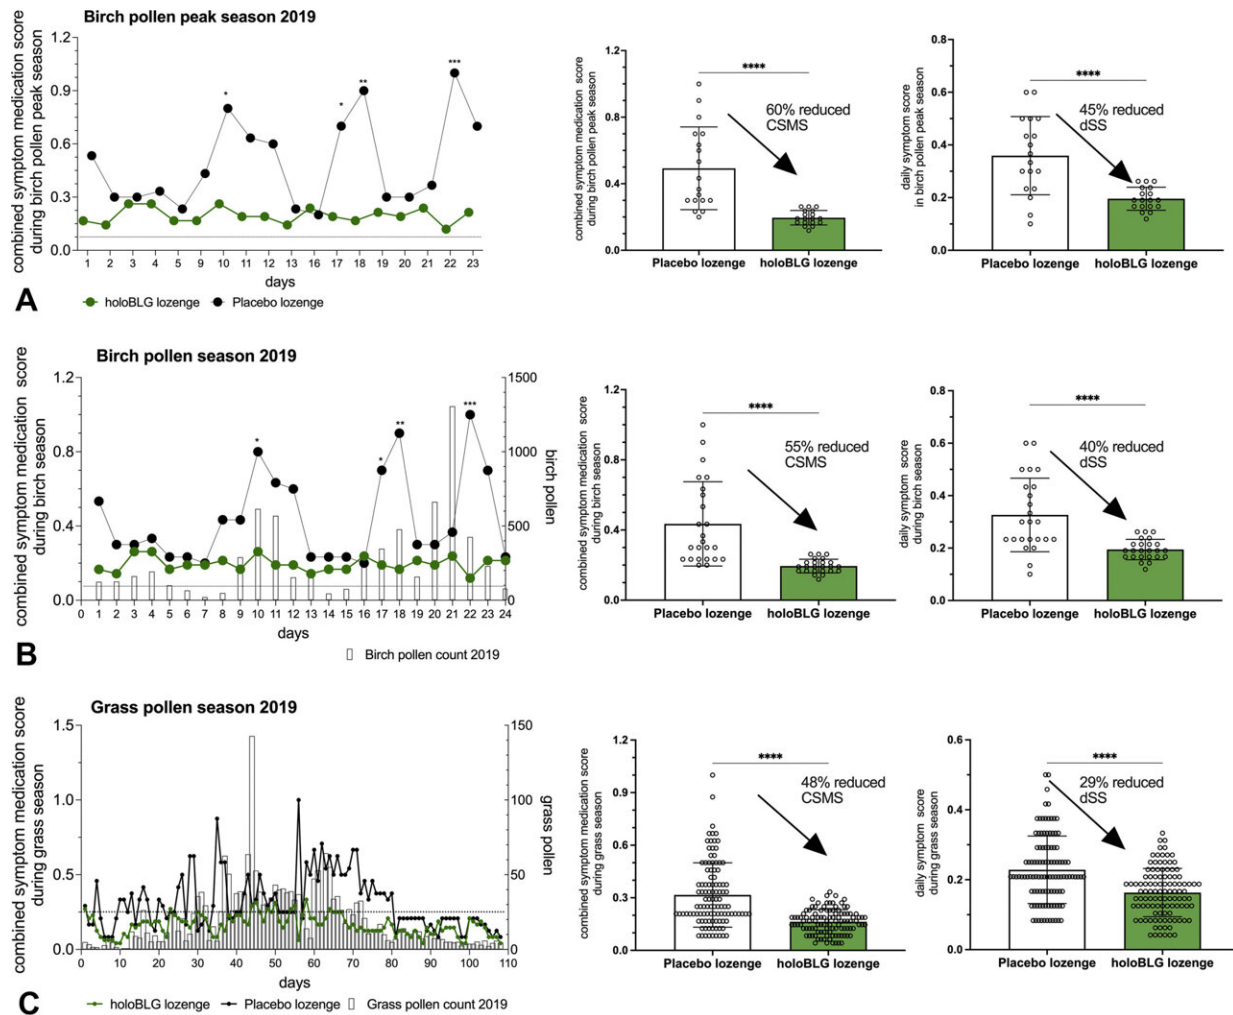 Birch pollen peak season 2019
combined symptom medication score
during birch pollen peak season
1.2
0.9
0.6
0.3
0.0
* * ** ***
1 2 3 4 5 9 10 11 12 13 16 17 18 19 20 21 22 23
days
A
holoBLG lozenge Placebo lozenge
combined symptom medication score
during birch pollen peak season
1.2
1.0
0.8
0.6
0.4
0.2
0.0
****
60% reduced
CSMS
Placebo lozenge holoBLG lozenge
daily symptom score
in birch pollen peak season
0.8
0.6
0.4
0.2
0.0
****
45% reduced
dSS
Placebo lozenge holoBLG lozenge
Birch pollen season 2019
combined symptom medication score
during birch season
1.2
0.8
0.4
0.0
* * ** ***
1500
1000
500
0
birch pollen
0 1 2 3 4 5 6 7 8 9 10 11 12 13 14 15 16 17 18 19 20 21 22 23 24
days
B
Birch pollen count 2019
combined symptom medication score
during birch season
1.2
1.0
0.8
0.6
0.4
0.2
0.0
****
55% reduced
CSMS
Placebo lozenge holoBLG lozenge
daily symptom score
during birch season
0.8
0.6
0.4
0.2
0.0
****
40% reduced
dSS
Placebo lozenge holoBLG lozenge
Grass pollen season 2019
combined symptom medication score
during grass season
1.5
1.0
0.5
0.0
150
100
50
0
grass pollen
0 10 20 30 40 50 60 70 80 90 100 110
days
C
holoBLG lozenge Placebo lozenge Grass pollen count 2019
combined symptom medication score
during grass season
1.2
0.9
0.6
0.3
0.0
****
48% reduced
CSMS
Placebo lozenge holoBLG lozenge
daily symptom score
during grass season
0.6
0.4
0.2
0.0
****
29% reduced
dSS
Placebo lozenge holoBLG lozenge